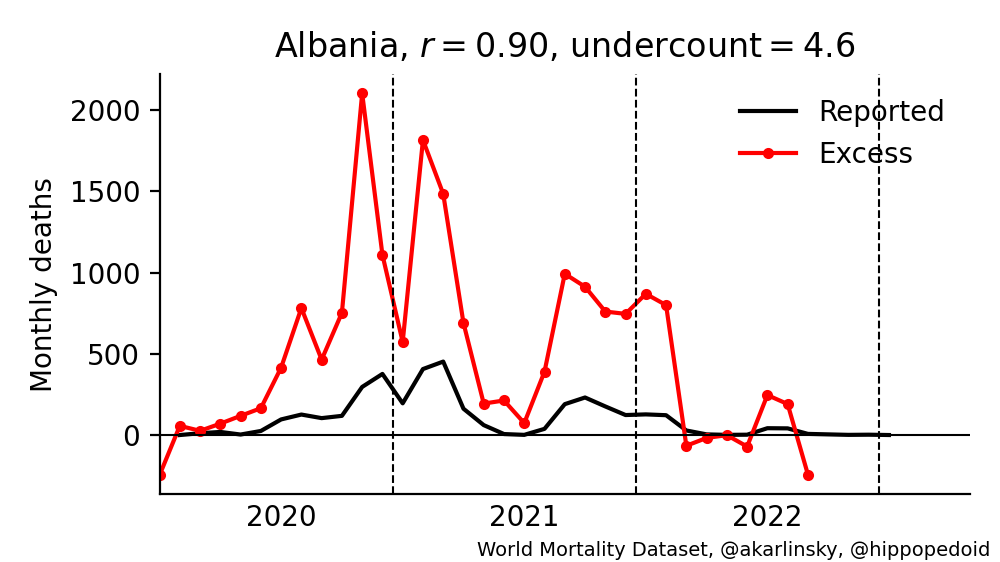 Albania, r = 0.90, undercount = 4.6
Monthly deaths
2000
1500
1000
500
0
Reported
Excess
2020 2021 2022
World Mortality Dataset, @akarlinsky, @hippopedoid